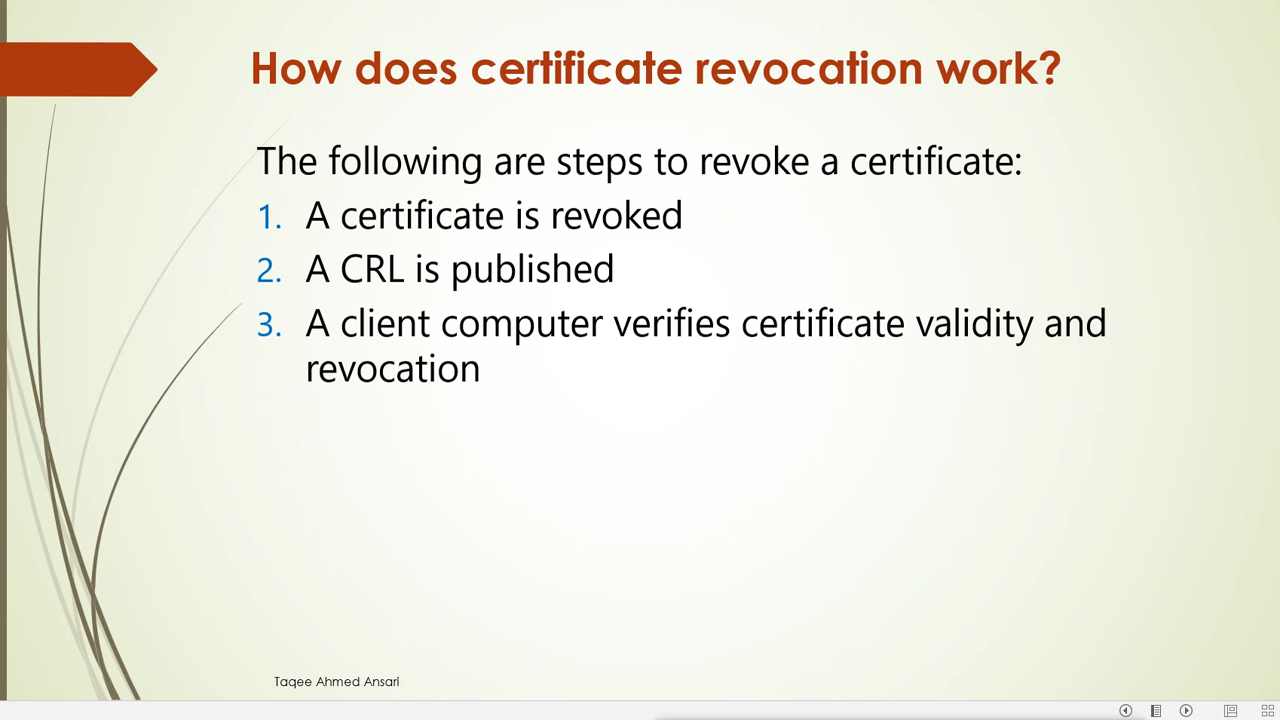 How does certificate revocation work?
The following are steps to revoke a certificate:
1. A certificate is revoked
2. A CRL is published
3. A client computer verifies certificate validity and
revocation
Taqee Ahmed Ansari